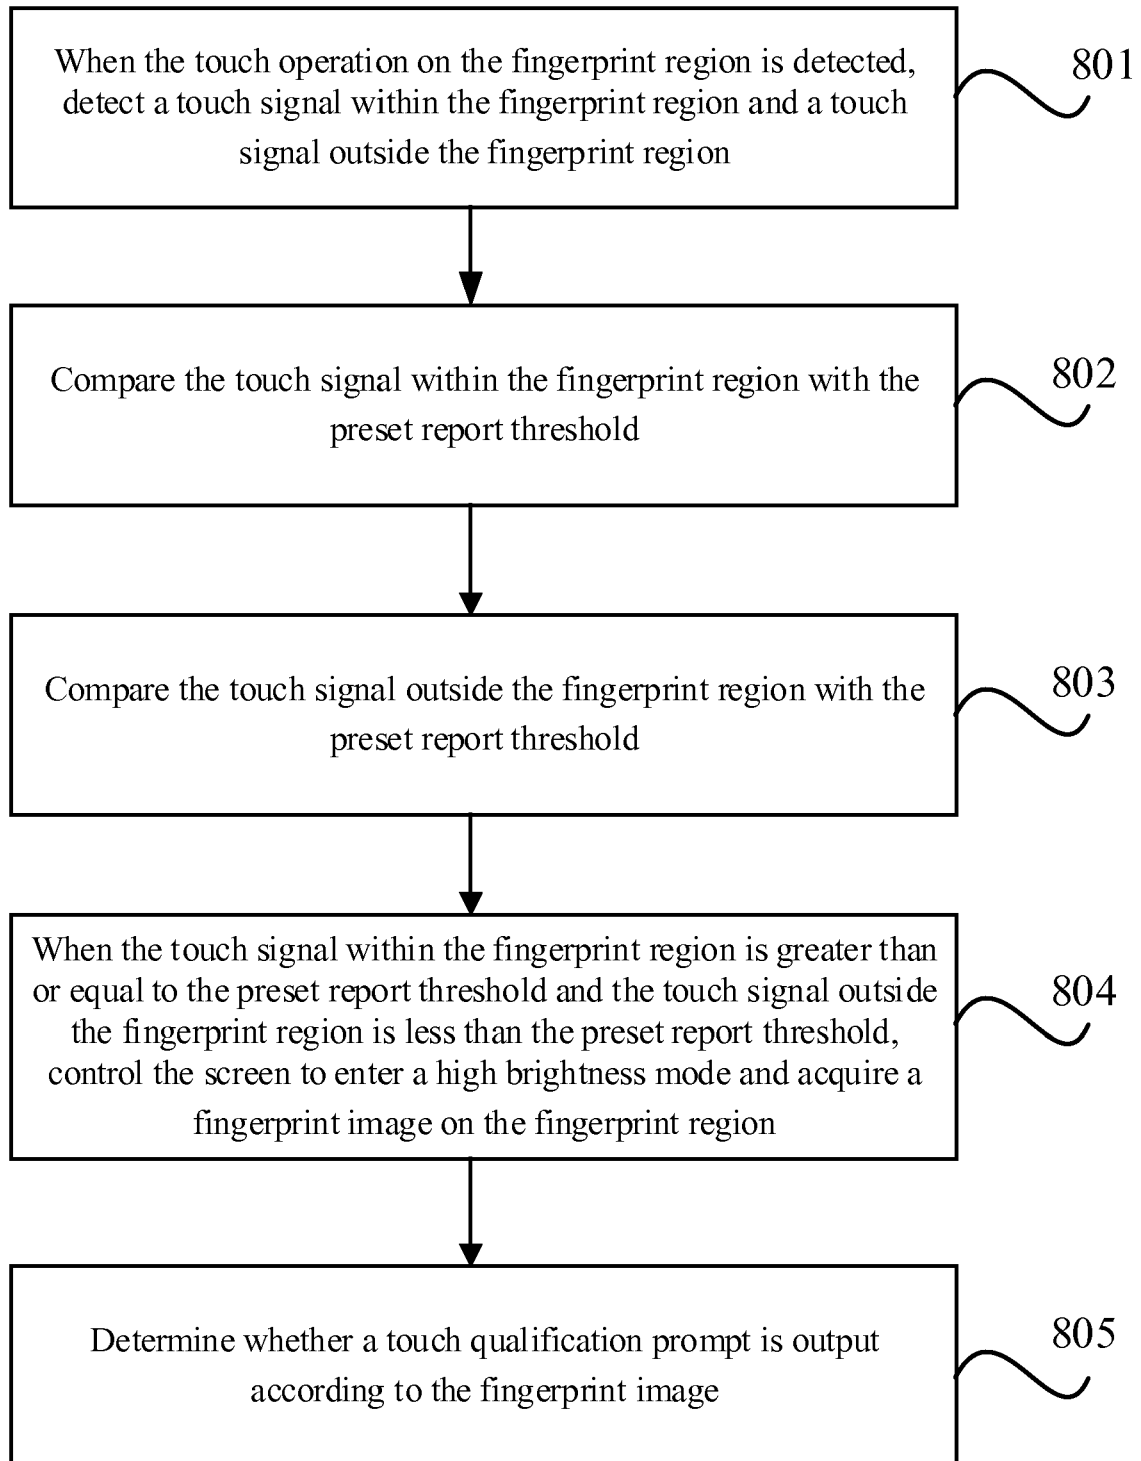 When the touch operation on the fingerprint region is detected,
detect a touch signal within the fingerprint region and a touch
signal outside the fingerprint region
801
Compare the touch signal within the fingerprint region with the
preset report threshold
802
Compare the touch signal outside the fingerprint region with the
preset report threshold
803
When the touch signal within the fingerprint region is greater than
or equal to the preset report threshold and the touch signal outside
the fingerprint region is less than the preset report threshold,
control the screen to enter a high brightness mode and acquire a
fingerprint image on the fingerprint region
804
Determine whether a touch qualification prompt is output
according to the fingerprint image
805